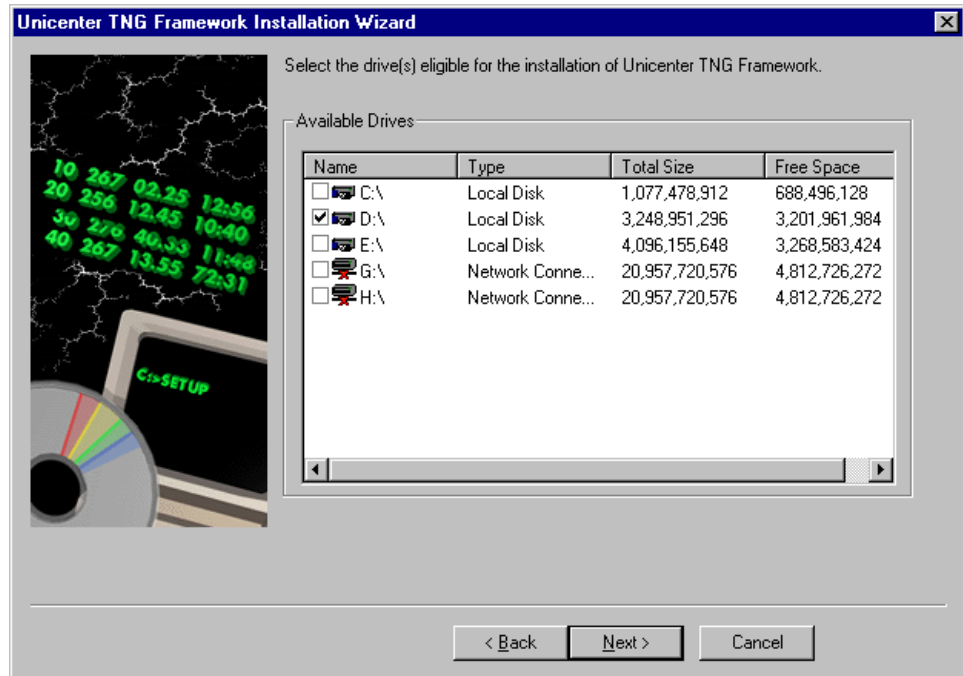 Unicenter TNG Framework Installation Wizard
Select the drive(s) eligible for the installation of Unicenter TNG Framework.
Available Drives
Name Type Total Size Free Space
C:\ Local Disk 1,077,478,912 688,496,128
D:\ Local Disk 3,248,951,296 3,201,961,984
E:\ Local Disk 4,096,155,648 3,268,583,424
G:\ Network Conne... 20,957,720,576 4,812,726,272
H:\ Network Conne... 20,957,720,576 4,812,726,272
10 267 02.25 12:56
20 256 12.45 10:40
30 276 40.33 11:48
40 267 13.55 72:31
C:>SETUP
< Back Next > Cancel